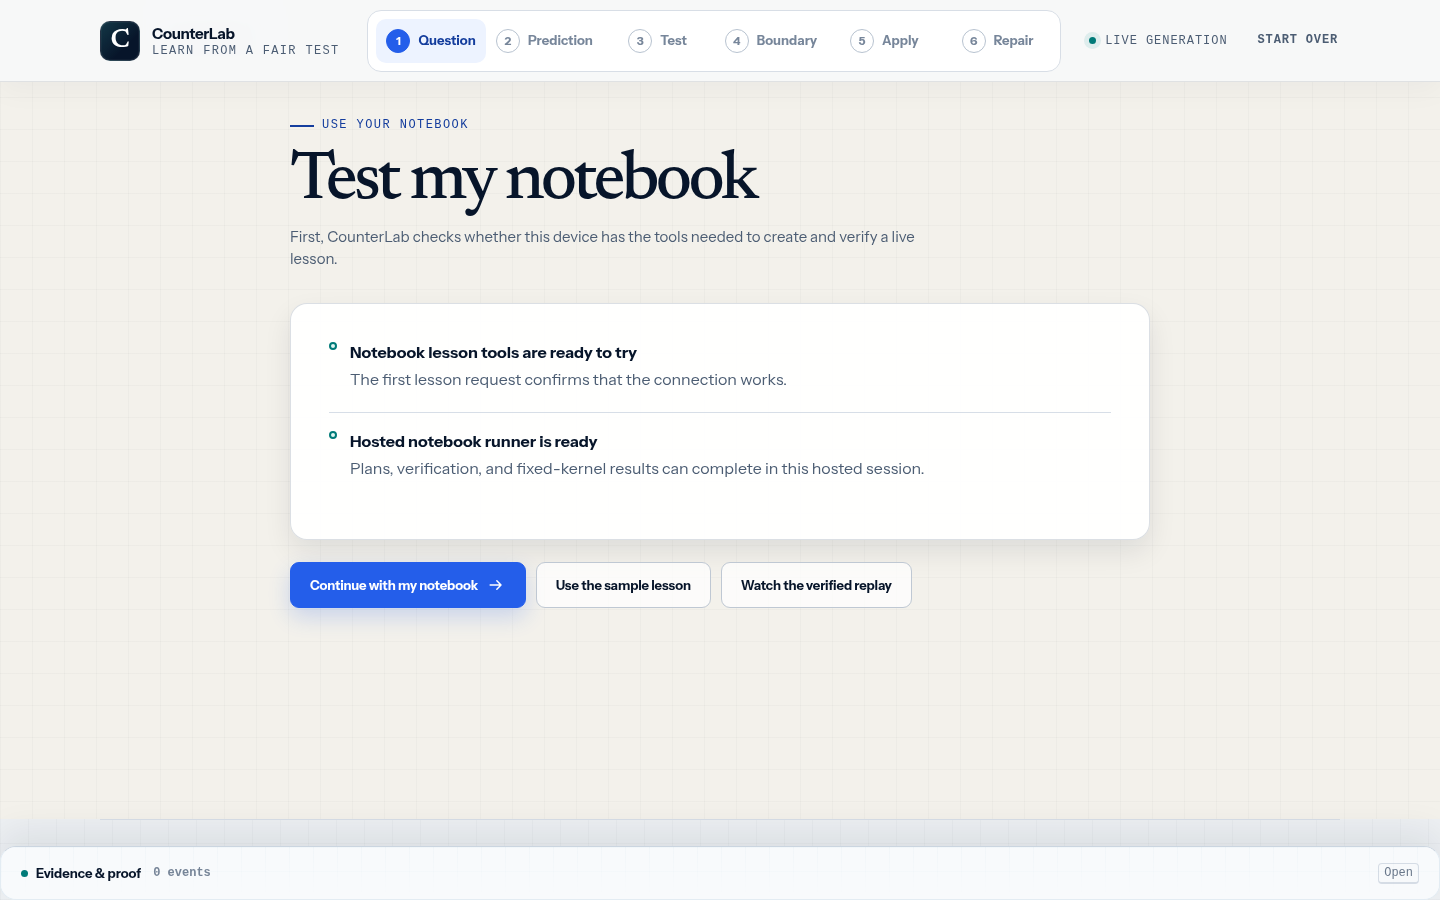 C
CounterLab
LEARN FROM A FAIR TEST
1 Question
2 Prediction
3 Test
4 Boundary
5 Apply
6 Repair
LIVE GENERATION
START OVER
USE YOUR NOTEBOOK
Test my notebook
First, CounterLab checks whether this device has the tools needed to create and verify a live
lesson.
Notebook lesson tools are ready to try
The first lesson request confirms that the connection works.
Hosted notebook runner is ready
Plans, verification, and fixed-kernel results can complete in this hosted session.
Continue with my notebook →
Use the sample lesson
Watch the verified replay
Evidence & proof
0 events
Open